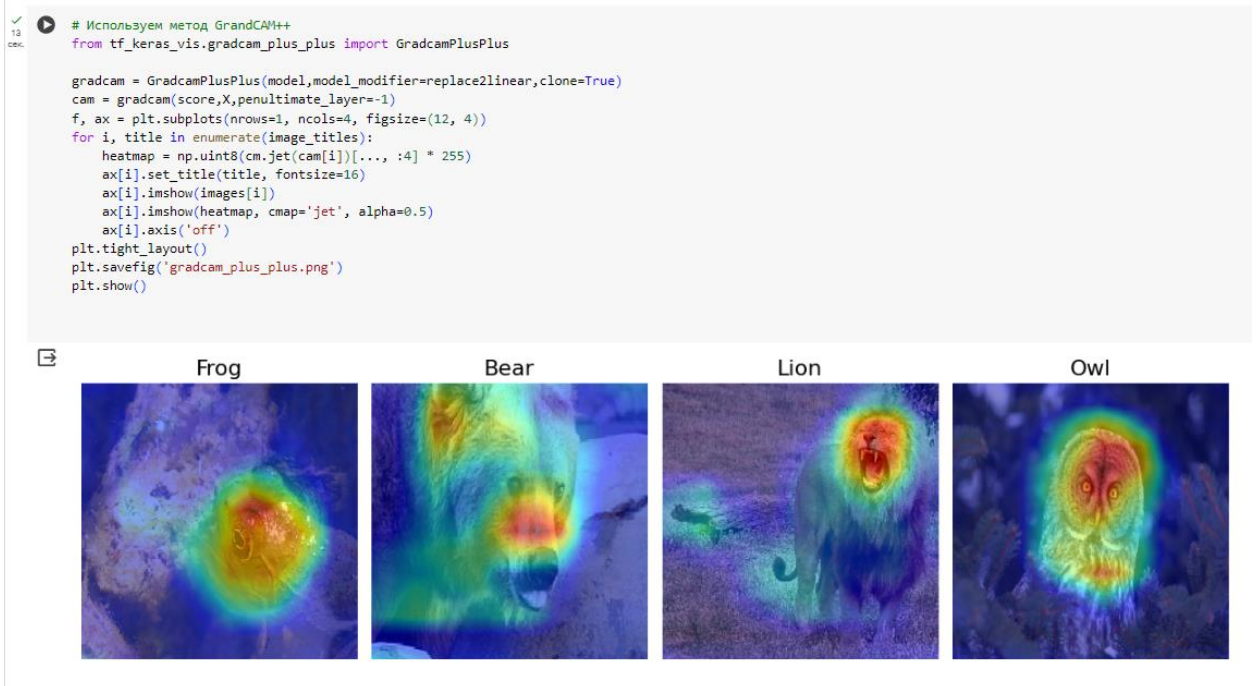 13
сек.
# Используем метод GrandCAM++
from tf_keras_vis.gradcam_plus_plus import GradcamPlusPlus
gradcam = GradcamPlusPlus(model,model_modifier=replace2linear,clone=True)
cam = gradcam(score,X,penultimate_layer=-1)
f, ax = plt.subplots(nrows=1, ncols=4, figsize=(12, 4))
for i, title in enumerate(image_titles):
    heatmap = np.uint8(cm.jet(cam[i])[..., :4] * 255)
    ax[i].set_title(title, fontsize=16)
    ax[i].imshow(images[i])
    ax[i].imshow(heatmap, cmap='jet', alpha=0.5)
    ax[i].axis('off')
plt.tight_layout()
plt.savefig('gradcam_plus_plus.png')
plt.show()
Frog Bear Lion Owl